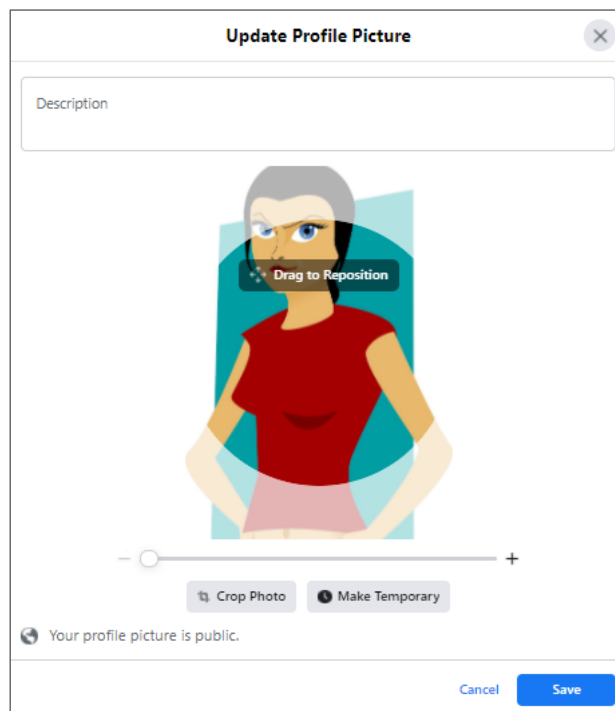 Update Profile Picture
Description
Drag to Reposition
Crop Photo
Make Temporary
Your profile picture is public.
Cancel
Save